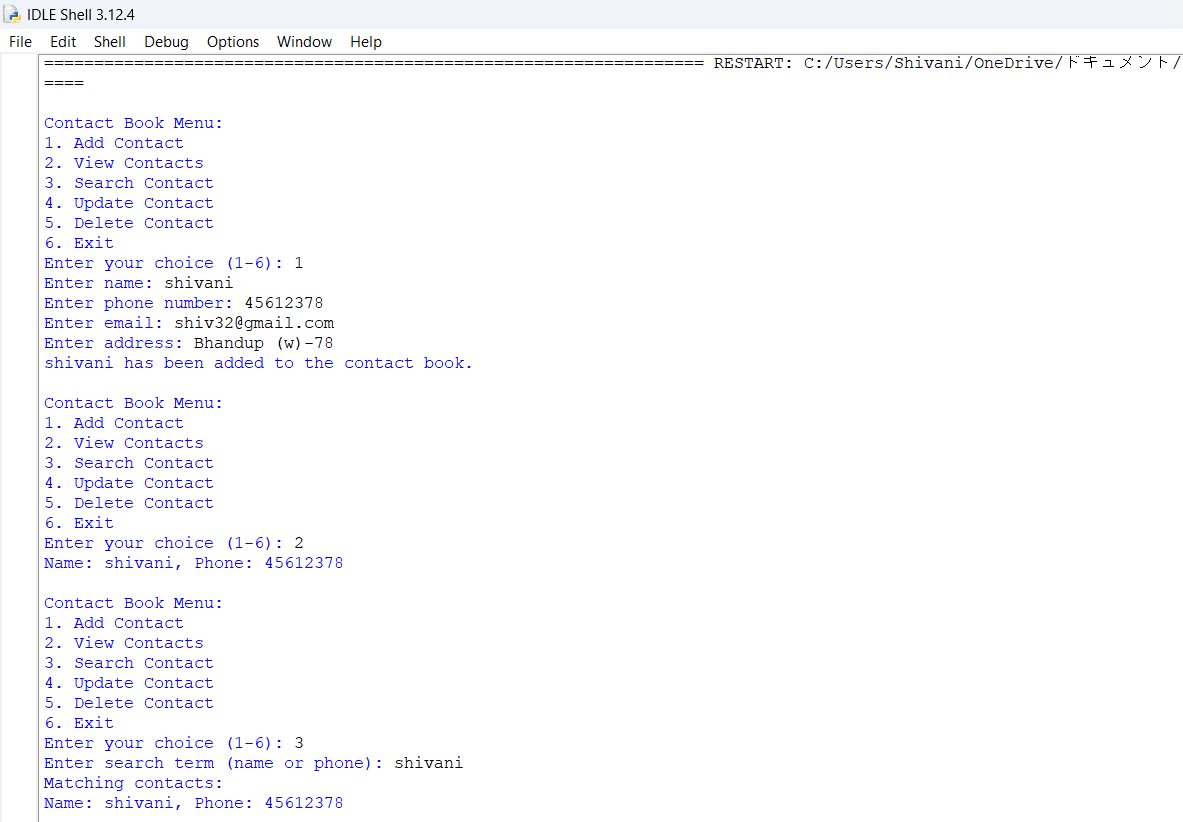 IDLE Shell 3.12.4
File Edit Shell Debug Options Window Help
================================================================== RESTART: C:/Users/Shivani/OneDrive/ドキュメント/
====
Contact Book Menu:
1. Add Contact
2. View Contacts
3. Search Contact
4. Update Contact
5. Delete Contact
6. Exit
Enter your choice (1-6): 1
Enter name: shivani
Enter phone number: 45612378
Enter email: shiv32@gmail.com
Enter address: Bhandup (w)-78
shivani has been added to the contact book.
Contact Book Menu:
1. Add Contact
2. View Contacts
3. Search Contact
4. Update Contact
5. Delete Contact
6. Exit
Enter your choice (1-6): 2
Name: shivani, Phone: 45612378
Contact Book Menu:
1. Add Contact
2. View Contacts
3. Search Contact
4. Update Contact
5. Delete Contact
6. Exit
Enter your choice (1-6): 3
Enter search term (name or phone): shivani
Matching contacts:
Name: shivani, Phone: 45612378